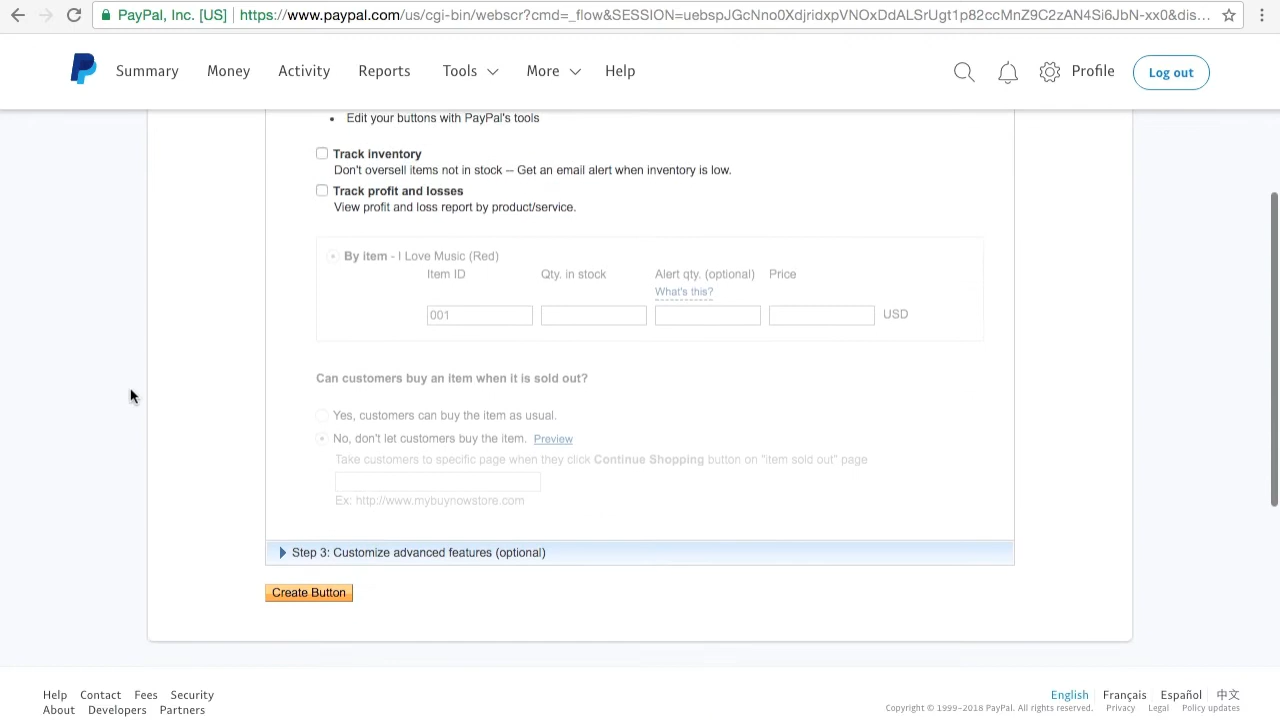 PayPal, Inc. [US] https://www.paypal.com/us/cgi-bin/webscr?cmd=_flow&SESSION=uebspJGcNno0XdjridxpVNOxDdALSrUgt1p82ccMnZ9C2zAN4Si6JbN-xx0&dis...
Summary Money Activity Reports Tools More Help Profile Log out
Edit your buttons with PayPal's tools
Track inventory
Don't oversell items not in stock – Get an email alert when inventory is low.
Track profit and losses
View profit and loss report by product/service.
By item - I Love Music (Red)
Item ID Qty. in stock Alert qty. (optional) Price
What's this?
001 USD
Can customers buy an item when it is sold out?
Yes, customers can buy the item as usual.
No, don't let customers buy the item. Preview
Take customers to specific page when they click Continue Shopping button on "item sold out" page
Ex: http://www.mybuynowstore.com
Step 3: Customize advanced features (optional)
Create Button
Help Contact Fees Security English Français Español 中文
About Developers Partners Copyright © 1999-2018 PayPal. All rights reserved. Privacy Legal Policy updates